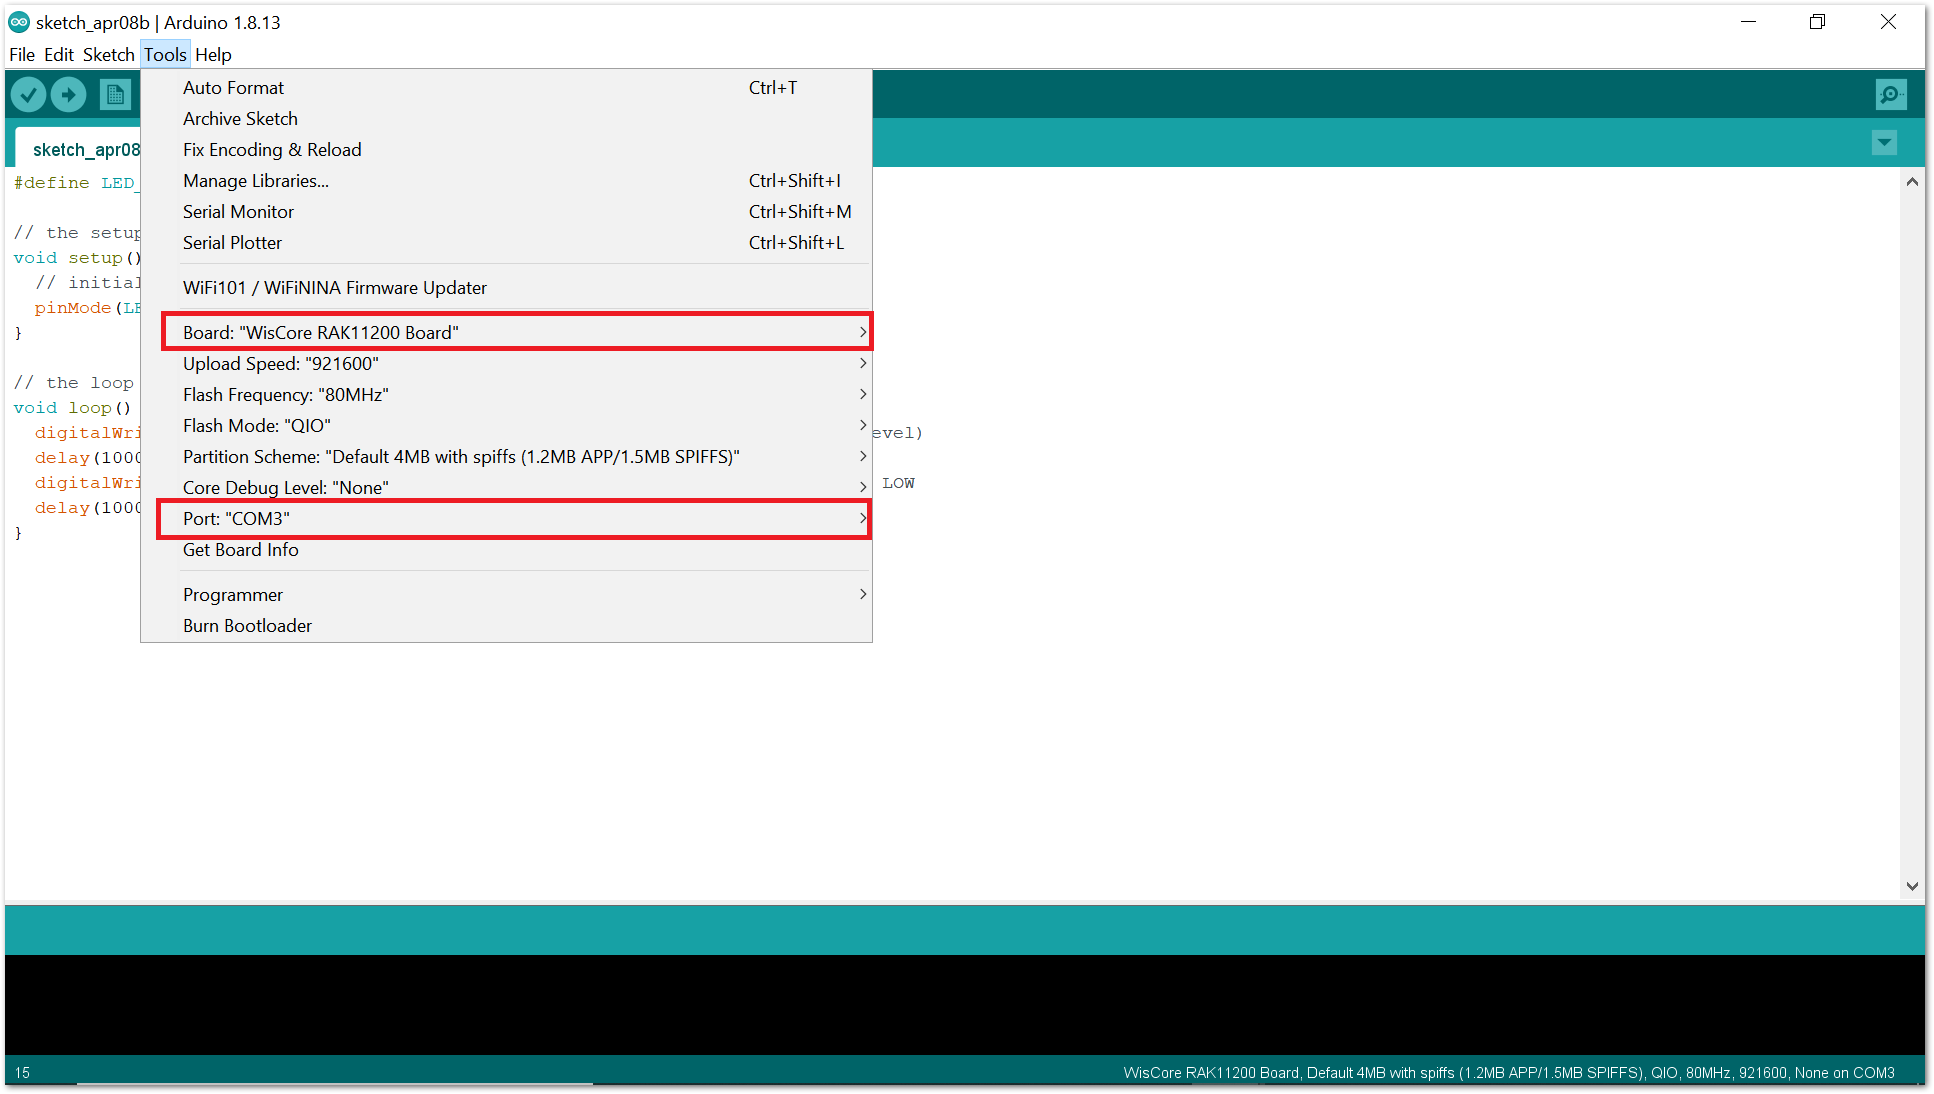 sketch_apr08b | Arduino 1.8.13
File Edit Sketch Tools Help
Auto Format Ctrl+T
Archive Sketch
Fix Encoding & Reload
Manage Libraries... Ctrl+Shift+I
Serial Monitor Ctrl+Shift+M
Serial Plotter Ctrl+Shift+L
WiFi101 / WiFiNINA Firmware Updater
Board: "WisCore RAK11200 Board"
Upload Speed: "921600"
Flash Frequency: "80MHz"
Flash Mode: "QIO"
Partition Scheme: "Default 4MB with spiffs (1.2MB APP/1.5MB SPIFFS)"
Core Debug Level: "None"
Port: "COM3"
Get Board Info
Programmer
Burn Bootloader
sketch_apr08
#define LED_
// the setup
void setup()
// initial
pinMode(LE
}
// the loop
void loop()
digitalWri evel)
delay(1000
digitalWri LOW
delay(1000
}
15
WisCore RAK11200 Board, Default 4MB with spiffs (1.2MB APP/1.5MB SPIFFS), QIO, 80MHz, 921600, None on COM3